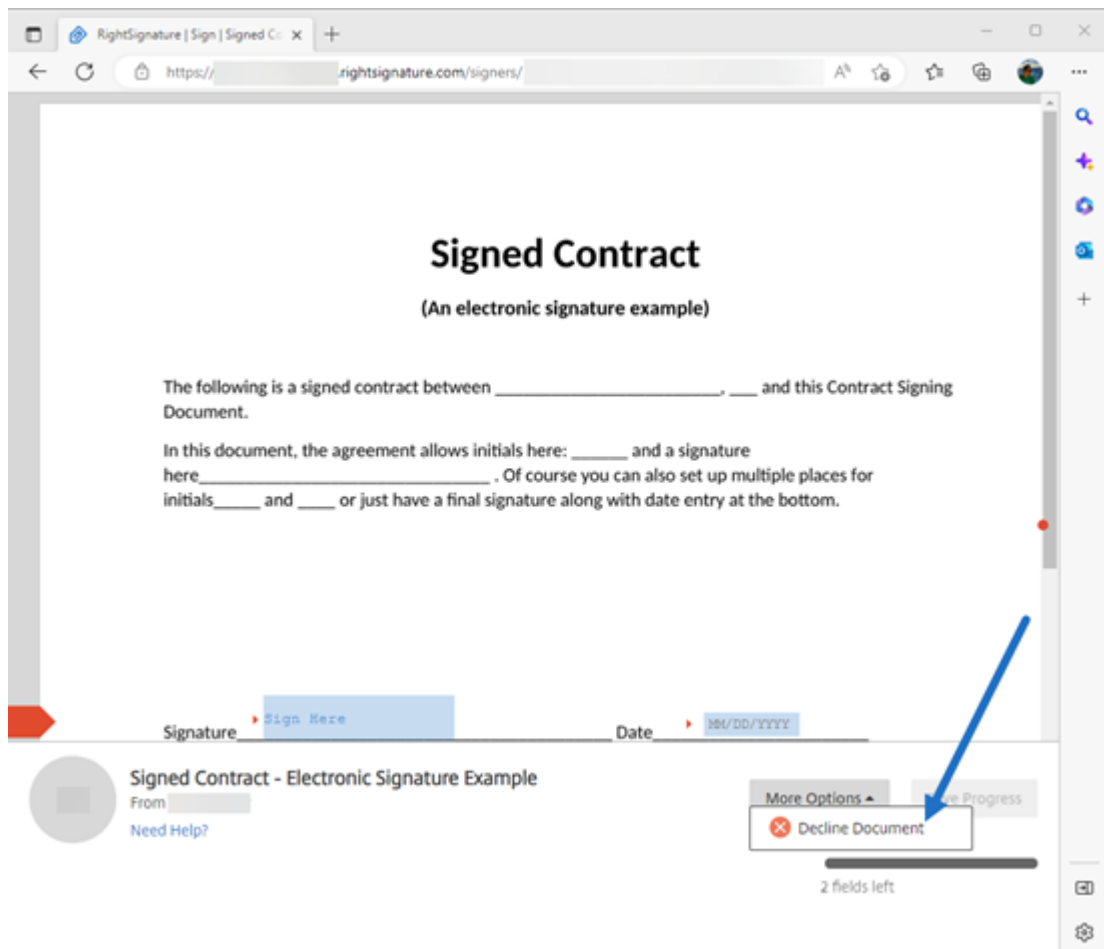 RightSignature | Sign | Signed Co
https:// .rightsignature.com/signers/
Signed Contract
(An electronic signature example)
The following is a signed contract between _________________________, ___ and this Contract Signing
Document.
In this document, the agreement allows initials here: ______ and a signature
here________________________________ . Of course you can also set up multiple places for
initials_____ and ____ or just have a final signature along with date entry at the bottom.
Sign Here
MM/DD/YYYY
Signature__________________________________________ Date________________________
Signed Contract - Electronic Signature Example
From
Need Help?
More Options
Progress
Decline Document
2 fields left